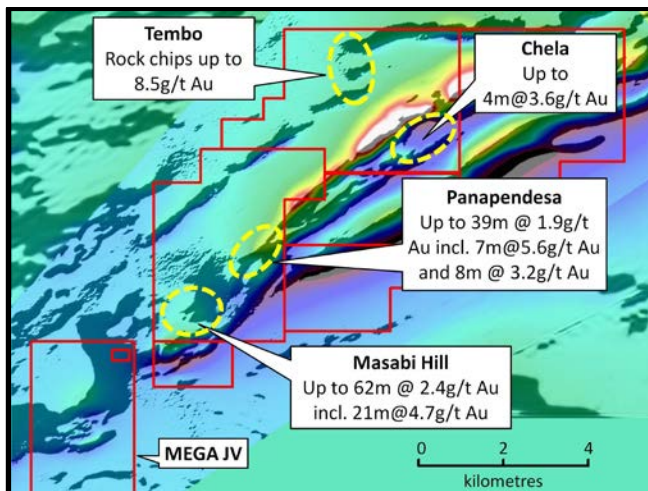 Tembo
Rock chips up to
8.5g/t Au
Chela
Up to
4m@3.6g/t Au
Panapendesa
Up to 39m @ 1.9g/t
Au incl. 7m@5.6g/t Au
and 8m @ 3.2g/t Au
Masabi Hill
Up to 62m @ 2.4g/t Au
incl. 21m@4.7g/t Au
MEGA JV
0 2 4
kilometres